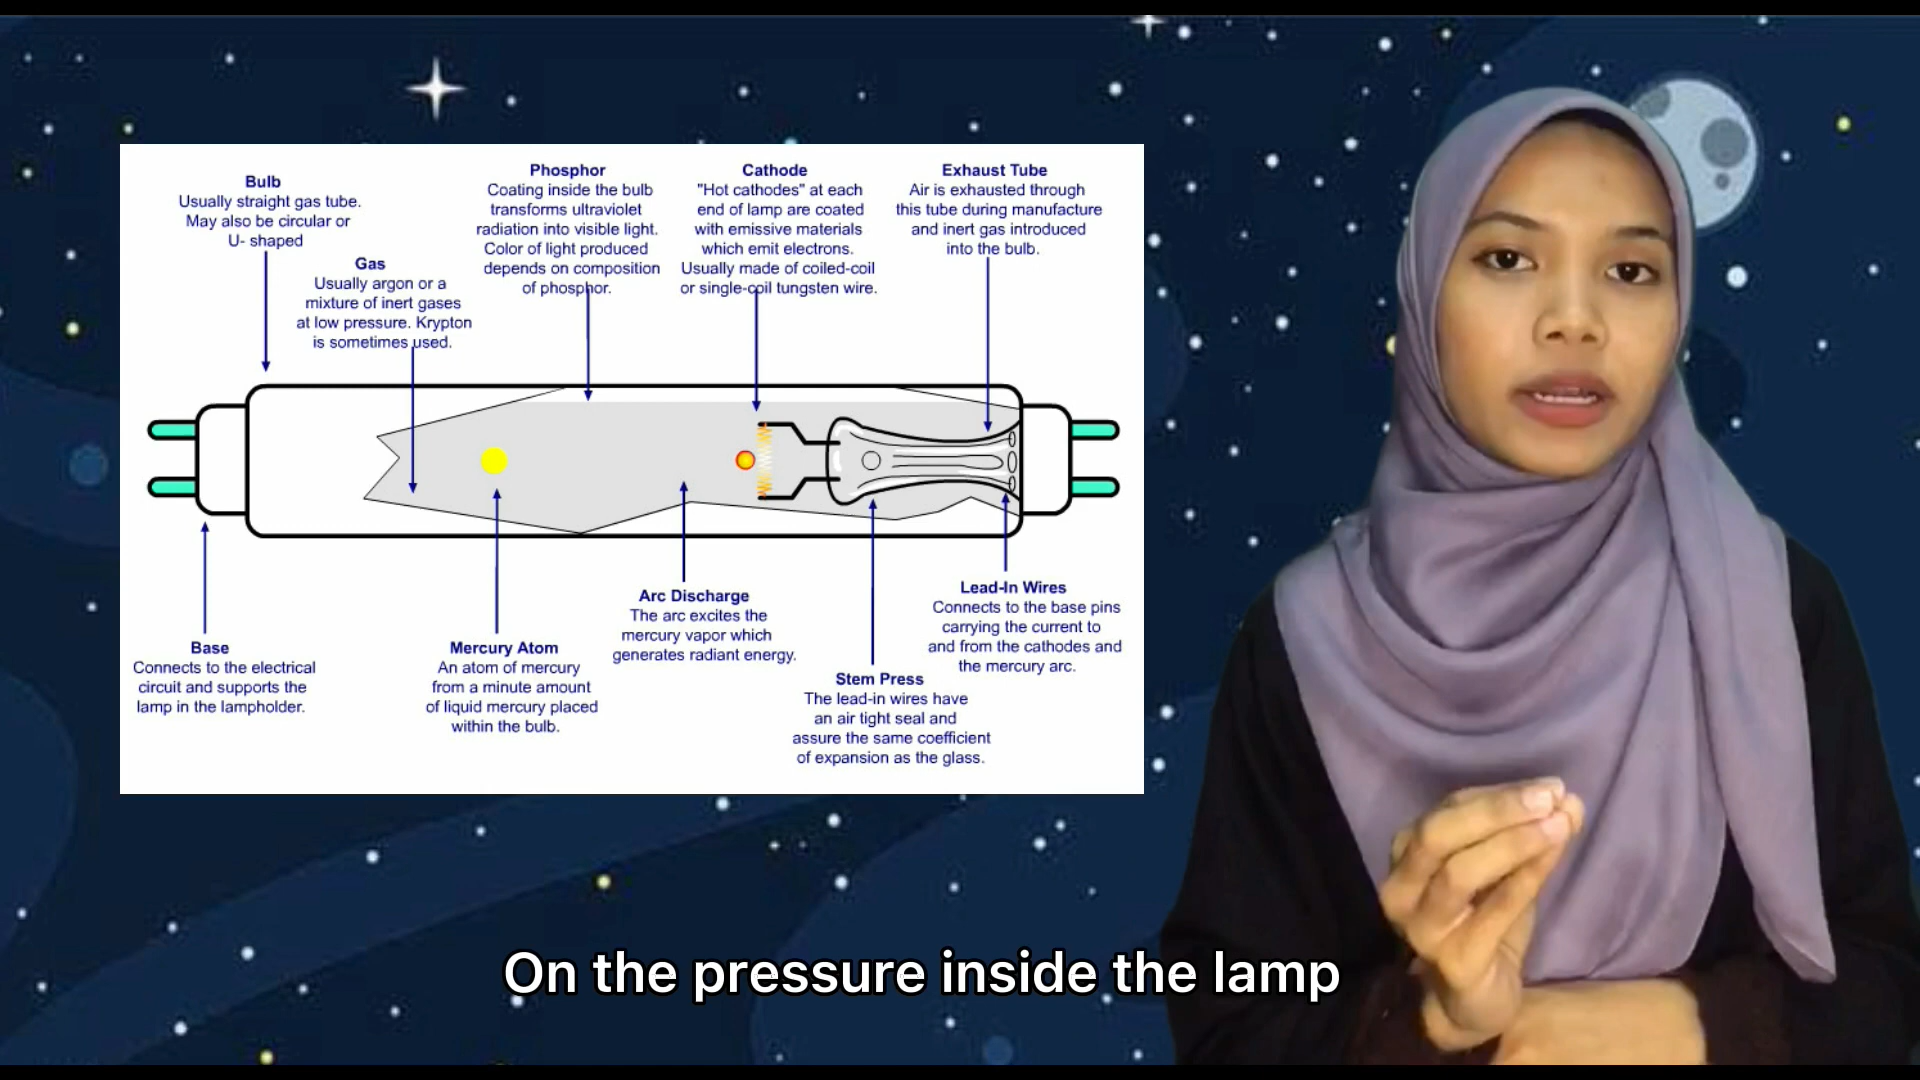 Bulb
Usually straight gas tube.
May also be circular or
U- shaped
Gas
Usually argon or a
mixture of inert gases
at low pressure. Krypton
is sometimes used.
Phosphor
Coating inside the bulb
transforms ultraviolet
radiation into visible light.
Color of light produced
depends on composition
of phosphor.
Cathode
"Hot cathodes" at each
end of lamp are coated
with emissive materials
which emit electrons.
Usually made of coiled-coil
or single-coil tungsten wire.
Exhaust Tube
Air is exhausted through
this tube during manufacture
and inert gas introduced
into the bulb.
Base
Connects to the electrical
circuit and supports the
lamp in the lampholder.
Mercury Atom
An atom of mercury
from a minute amount
of liquid mercury placed
within the bulb.
Arc Discharge
The arc excites the
mercury vapor which
generates radiant energy.
Stem Press
The lead-in wires have
an air tight seal and
assure the same coefficient
of expansion as the glass.
Lead-In Wires
Connects to the base pins
carrying the current to
and from the cathodes and
the mercury arc.
On the pressure inside the lamp